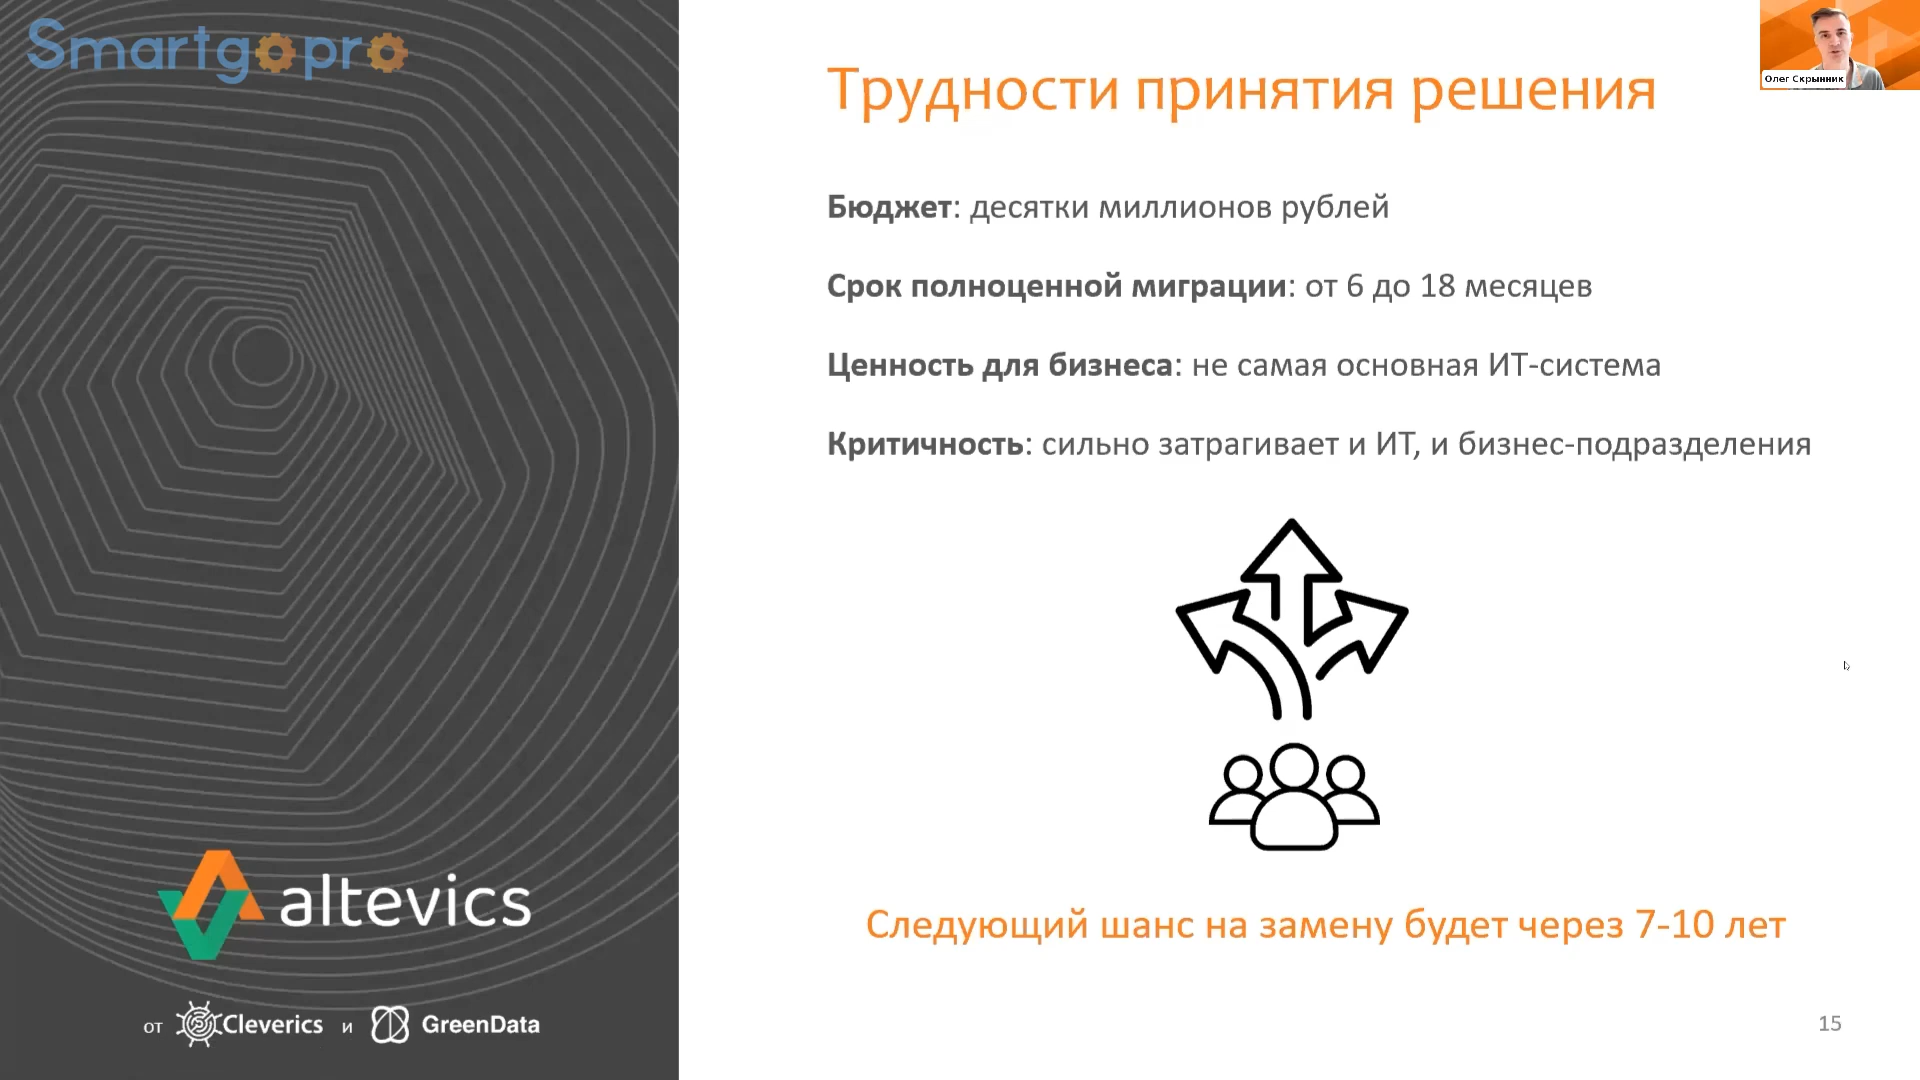 Smartgopro
Олег Скрынник
Трудности принятия решения
Бюджет: десятки миллионов рублей
Срок полноценной миграции: от 6 до 18 месяцев
Ценность для бизнеса: не самая основная ИТ-система
Критичность: сильно затрагивает и ИТ, и бизнес-подразделения
altevics
Следующий шанс на замену будет через 7-10 лет
от Cleverics и GreenData
15